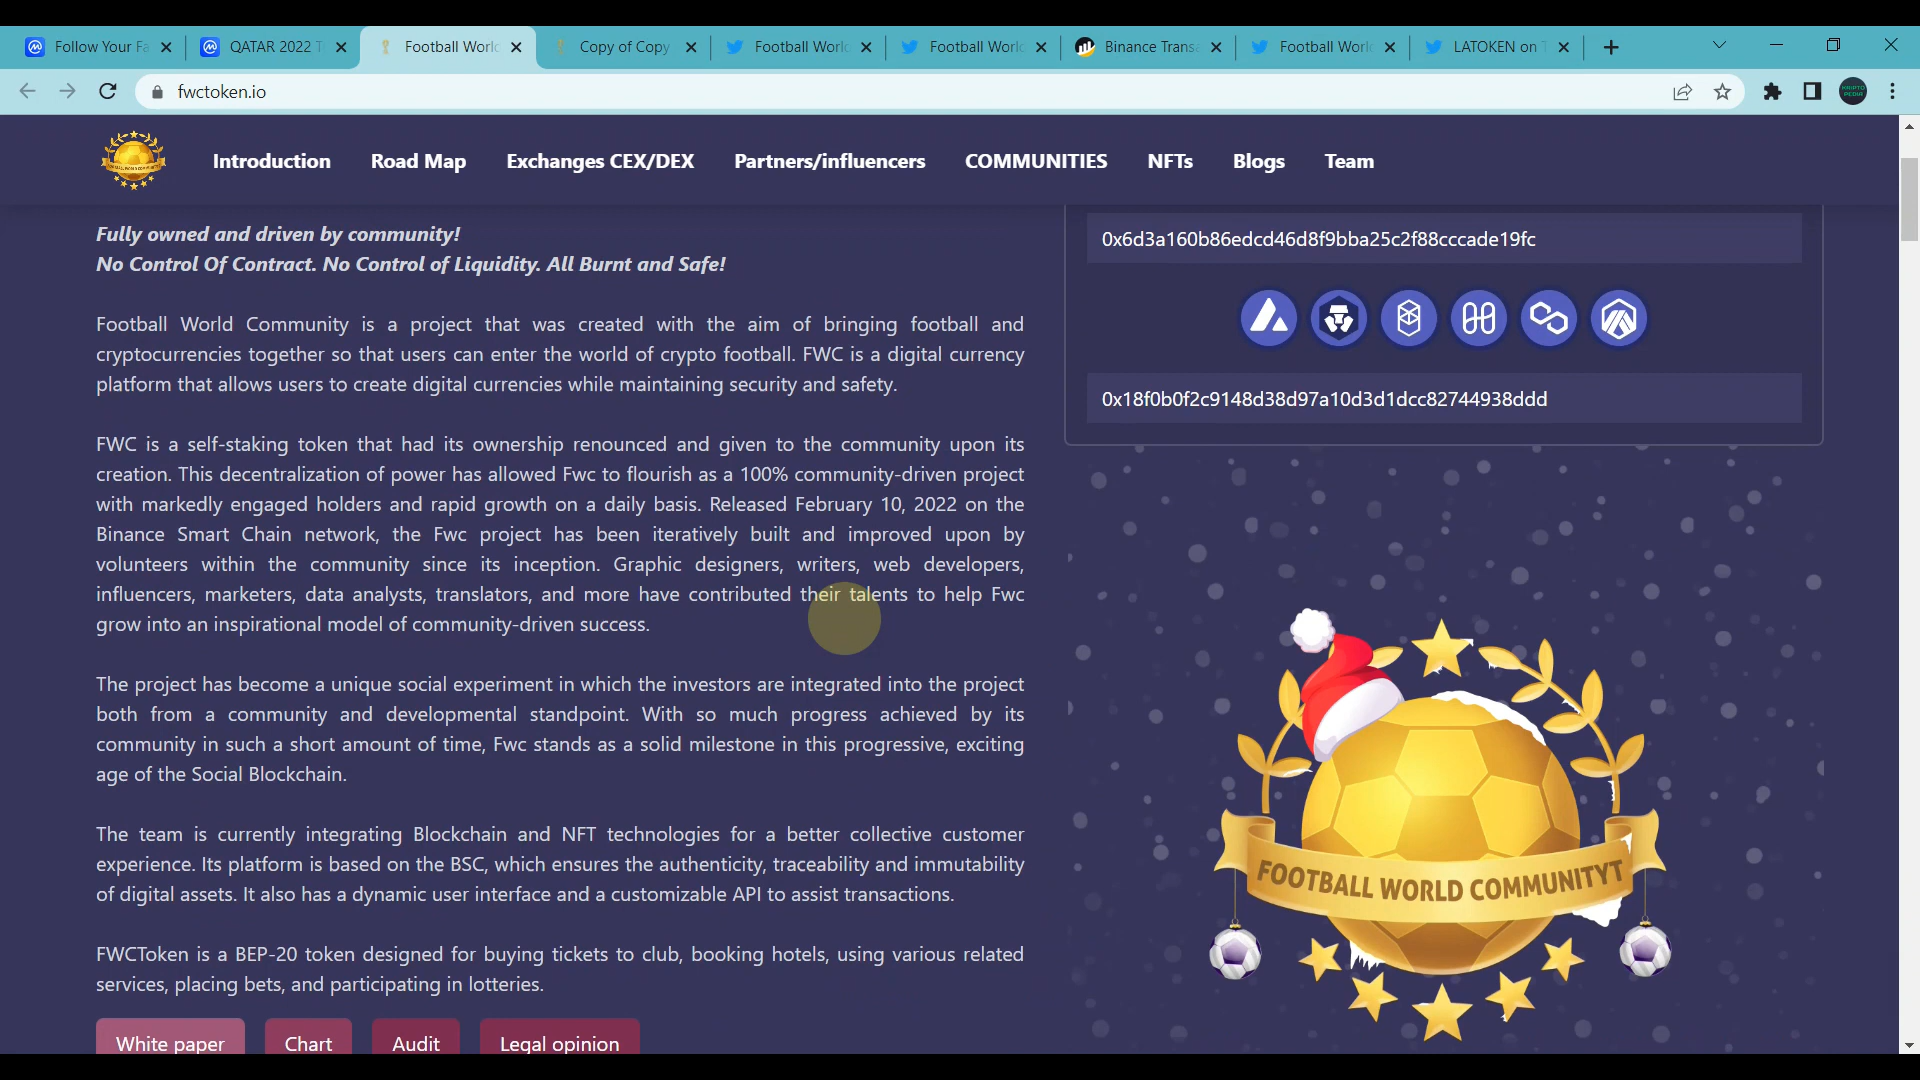 Follow Your Fa
QATAR 2022 T
Football Worl
Copy of Copy
Football Worl
Football Worl
Binance Transa
Football Worl
LATOKEN on T
fwctoken.io
Introduction
Road Map
Exchanges CEX/DEX
Partners/influencers
COMMUNITIES
NFTs
Blogs
Team
Fully owned and driven by community!
No Control Of Contract. No Control of Liquidity. All Burnt and Safe!
Football World Community is a project that was created with the aim of bringing football and
cryptocurrencies together so that users can enter the world of crypto football. FWC is a digital currency
platform that allows users to create digital currencies while maintaining security and safety.
FWC is a self-staking token that had its ownership renounced and given to the community upon its
creation. This decentralization of power has allowed Fwc to flourish as a 100% community-driven project
with markedly engaged holders and rapid growth on a daily basis. Released February 10, 2022 on the
Binance Smart Chain network, the Fwc project has been iteratively built and improved upon by
volunteers within the community since its inception. Graphic designers, writers, web developers,
influencers, marketers, data analysts, translators, and more have contributed their talents to help Fwc
grow into an inspirational model of community-driven success.
The project has become a unique social experiment in which the investors are integrated into the project
both from a community and developmental standpoint. With so much progress achieved by its
community in such a short amount of time, Fwc stands as a solid milestone in this progressive, exciting
age of the Social Blockchain.
The team is currently integrating Blockchain and NFT technologies for a better collective customer
experience. Its platform is based on the BSC, which ensures the authenticity, traceability and immutability
of digital assets. It also has a dynamic user interface and a customizable API to assist transactions.
FWCToken is a BEP-20 token designed for buying tickets to club, booking hotels, using various related
services, placing bets, and participating in lotteries.
White paper
Chart
Audit
Legal opinion
0x6d3a160b86edcd46d8f9bba25c2f88cccade19fc
0x18f0b0f2c9148d38d97a10d3d1dcc82744938ddd
FOOTBALL WORLD COMMUNITYT